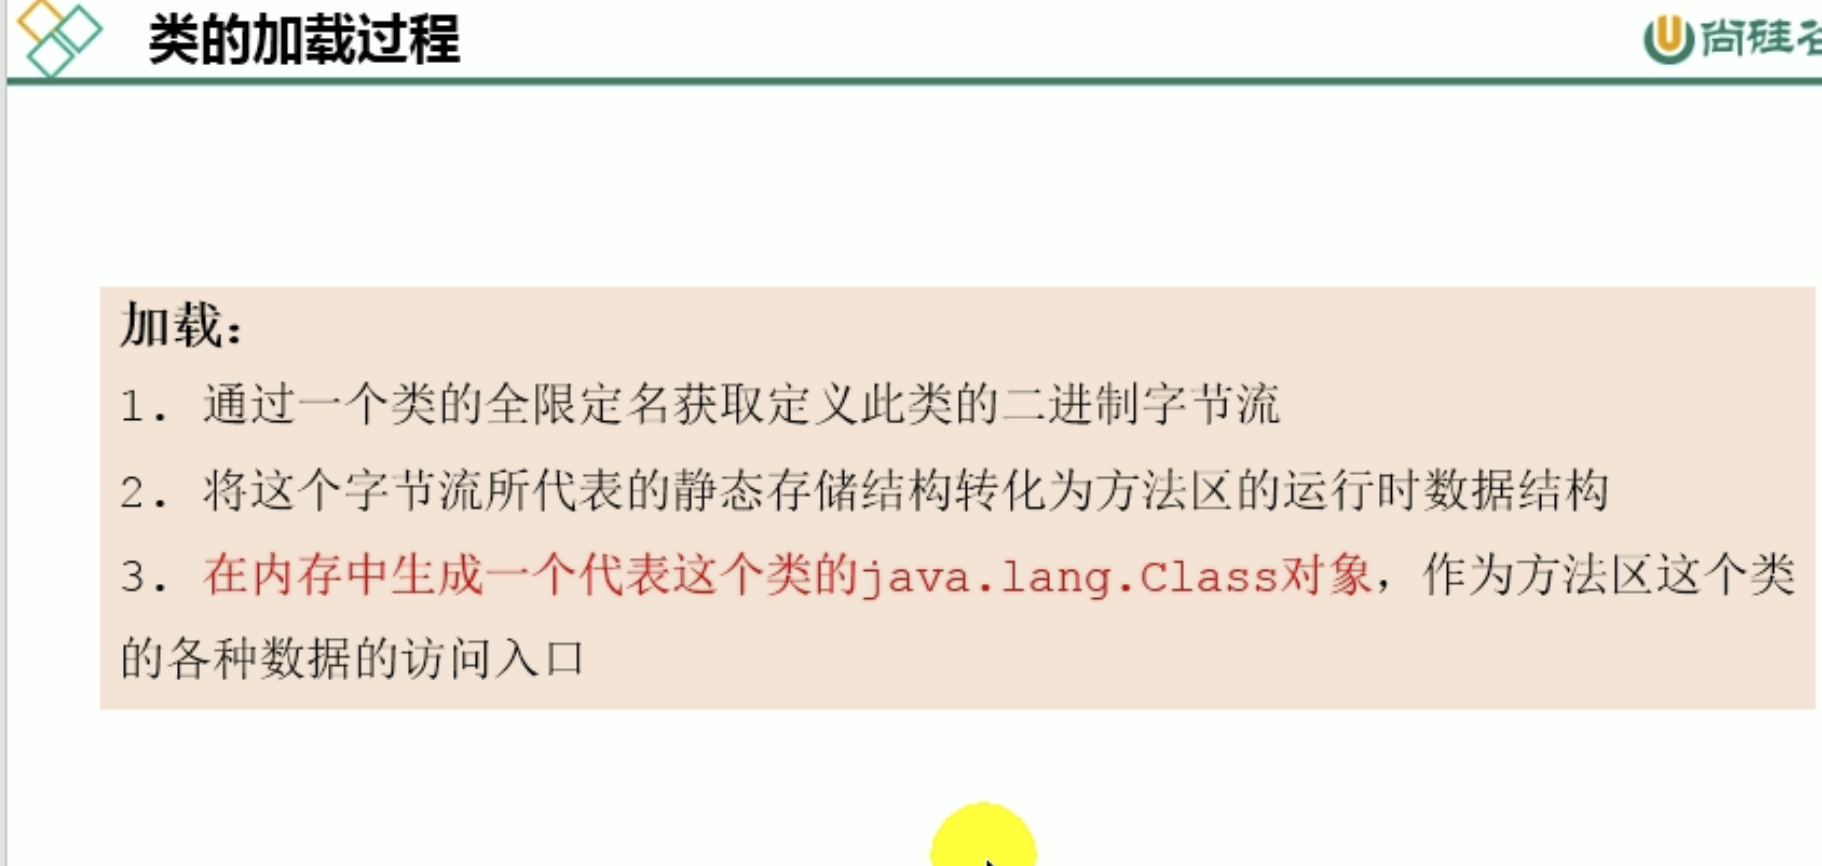 类的加载过程
尚硅谷
加载：
1. 通过一个类的全限定名获取定义此类的二进制字节流
2. 将这个字节流所代表的静态存储结构转化为方法区的运行时数据结构
3. 在内存中生成一个代表这个类的java.lang.Class对象，作为方法区这个类
的各种数据的访问入口